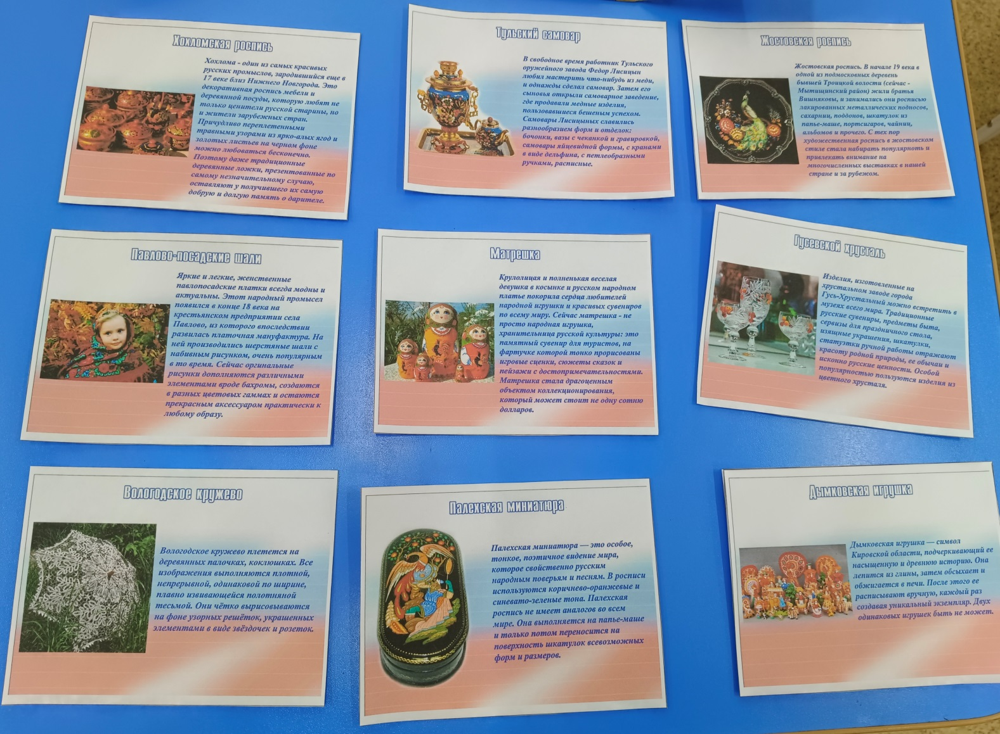 Хохломская роспись
Хохлома - один из самых красивых
русских промыслов, зародившийся еще в
17 веке близ Нижнего Новгорода. Это
декоративная роспись мебели и
деревянной посуды, которую любят не
только ценители русской старины, но
и жители зарубежных стран.
Причудливо переплетенными
травными узорами из ярко-алых ягод и
золотых листьев на черном фоне
можно любоваться бесконечно.
Поэтому даже традиционные
деревянные ложки, презентованные по
самому незначительному случаю,
оставляют у получившего их самую
добрую и долгую память о дарителе.
Тульский самовар
В свободное время работник Тульского
оружейного завода Федор Лисицын
любил мастерить что-нибудь из меди,
и однажды сделал самовар. Затем его
сыновья открыли самоварное заведение,
где продавали медные изделия,
пользовавшиеся бешеным успехом.
Самовары Лисицыных славились
разнообразием форм и отделок:
бочонки, вазы с чеканкой и гравировкой,
самовары яйцевидной формы, с кранами
в виде дельфина, с петлеобразными
ручками, расписные.
Жостовская роспись
Жостовская роспись. В начале 19 века в
одной из подмосковных деревень
бывшей Троицкой волости (сейчас -
Мытищинский район) жили братья
Вишняковы, и занимались они росписью
лакированных металлических подносов,
сахарниц, поддонов, шкатулок из
папье-маше, портсигаров, чайниц,
альбомов и прочего. С тех пор
художественная роспись в жостовском
стиле стала набирать популярноть и
привлекать внимание на
многочисленных выставках в нашей
стране и за рубежом.
Павлово-посадские шали
Яркие и легкие, женственные
павлопосадские платки всегда модны и
актуальны. Этот народный промысел
появился в конце 18 века на
крестьянском предприятии села
Павлово, из которого впоследствии
развилась платочная мануфактура. На
ней производились шерстяные шали с
набивным рисунком, очень популярным
в то время. Сейчас оргинальные
рисунки дополняются различными
элементами вроде бахромы, создаются
в разных цветовых гаммах и остаются
прекрасным аксессуаром практически к
любому образу.
Матрешка
Круголицая и полненькая веселая
девушка в косынке и русском народном
платье покорила сердца любителей
народной игрушки и красивых сувениров
по всему миру. Сейчас матрешка - не
просто народная игрушка,
хранительница русской культуры: это
памятный сувенир для туристов, на
фартучке которой тонко прорисованы
игровые сценки, сюжеты сказок и
пейзажи с достопримечательностями.
Матрешка стала драгоценным
объектом коллекционирования,
который может стоит не одну сотню
долларов.
Гусевской хрусталь
Изделия, изготовленные на
хрустальном заводе города
Гусь-Хрустальный можно встретить в
музеях всего мира. Традиционные
русские сувениры, предметы быта,
сервизы для праздничного стола,
изящные украшения, шкатулки,
статуэтки ручной работы отражают
красоту родной природы, ее обычаи и
исконно русские ценности. Особой
популярностью пользуются изделия из
цветного хрусталя.
Вологодское кружево
Вологодское кружево плетется на
деревянных палочках, коклюшках. Все
изображения выполняются плотной,
непрерывной, одинаковой по ширине,
плавно извивающейся полотняной
тесьмой. Они чётко вырисовываются
на фоне узорных решёток, украшенных
элементами в виде звёздочек и розеток.
Палехская миниатюра
Палехская миниатюра — это особое,
тонкое, поэтичное видение мира,
которое свойственно русским
народным поверьям и песням. В росписи
используются коричнево-оранжевые и
синевато-зеленые тона. Палехская
роспись не имеет аналогов во всем
мире. Она выполняется на папье-маше
и только потом переносится на
поверхность шкатулок всевозможных
форм и размеров.
Дымковская игрушка
Дымковская игрушка — символ
Кировской области, подчеркивающий ее
насыщенную и древнюю историю. Она
лепится из глины, затем обсыхает и
обжигается в печи. После этого ее
расписывают вручную, каждый раз
создавая уникальный экземпляр. Двух
одинаковых игрушек быть не может.